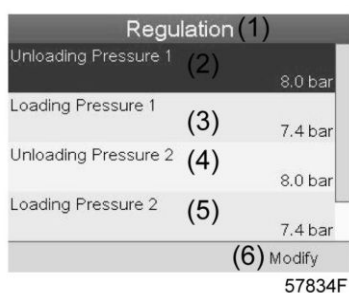 Regulation (1)
Unloading Pressure 1
(2)
8.0 bar
Loading Pressure 1
(3)
7.4 bar
Unloading Pressure 2
(4)
8.0 bar
Loading Pressure 2
(5)
7.4 bar
(6) Modify
57834F